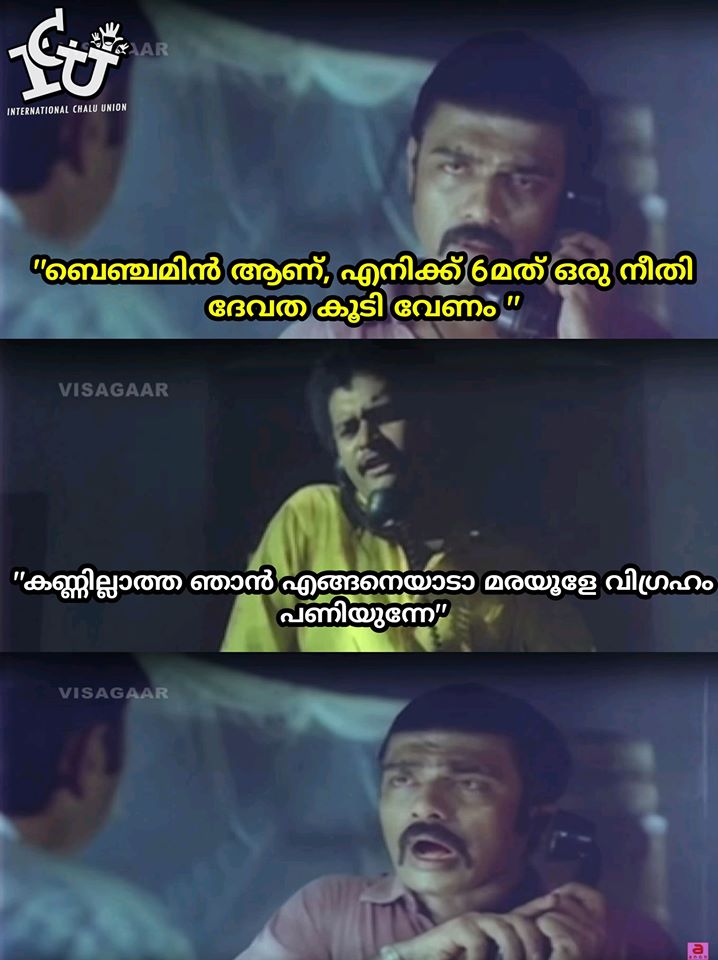 ICU
INTERNATIONAL CHALU UNION
"ബെഞ്ചമിൻ ആണ്, എനിക്ക് 6മത് ഒരു നീതി
ദേവത കൂടി വേണം "
VISAGAAR
"കണ്ണില്ലാത്ത ഞാൻ എങ്ങനെയാടാ മരയൂളേ വിഗ്രഹം
പണിയുന്നേ"
VISAGAAR
a